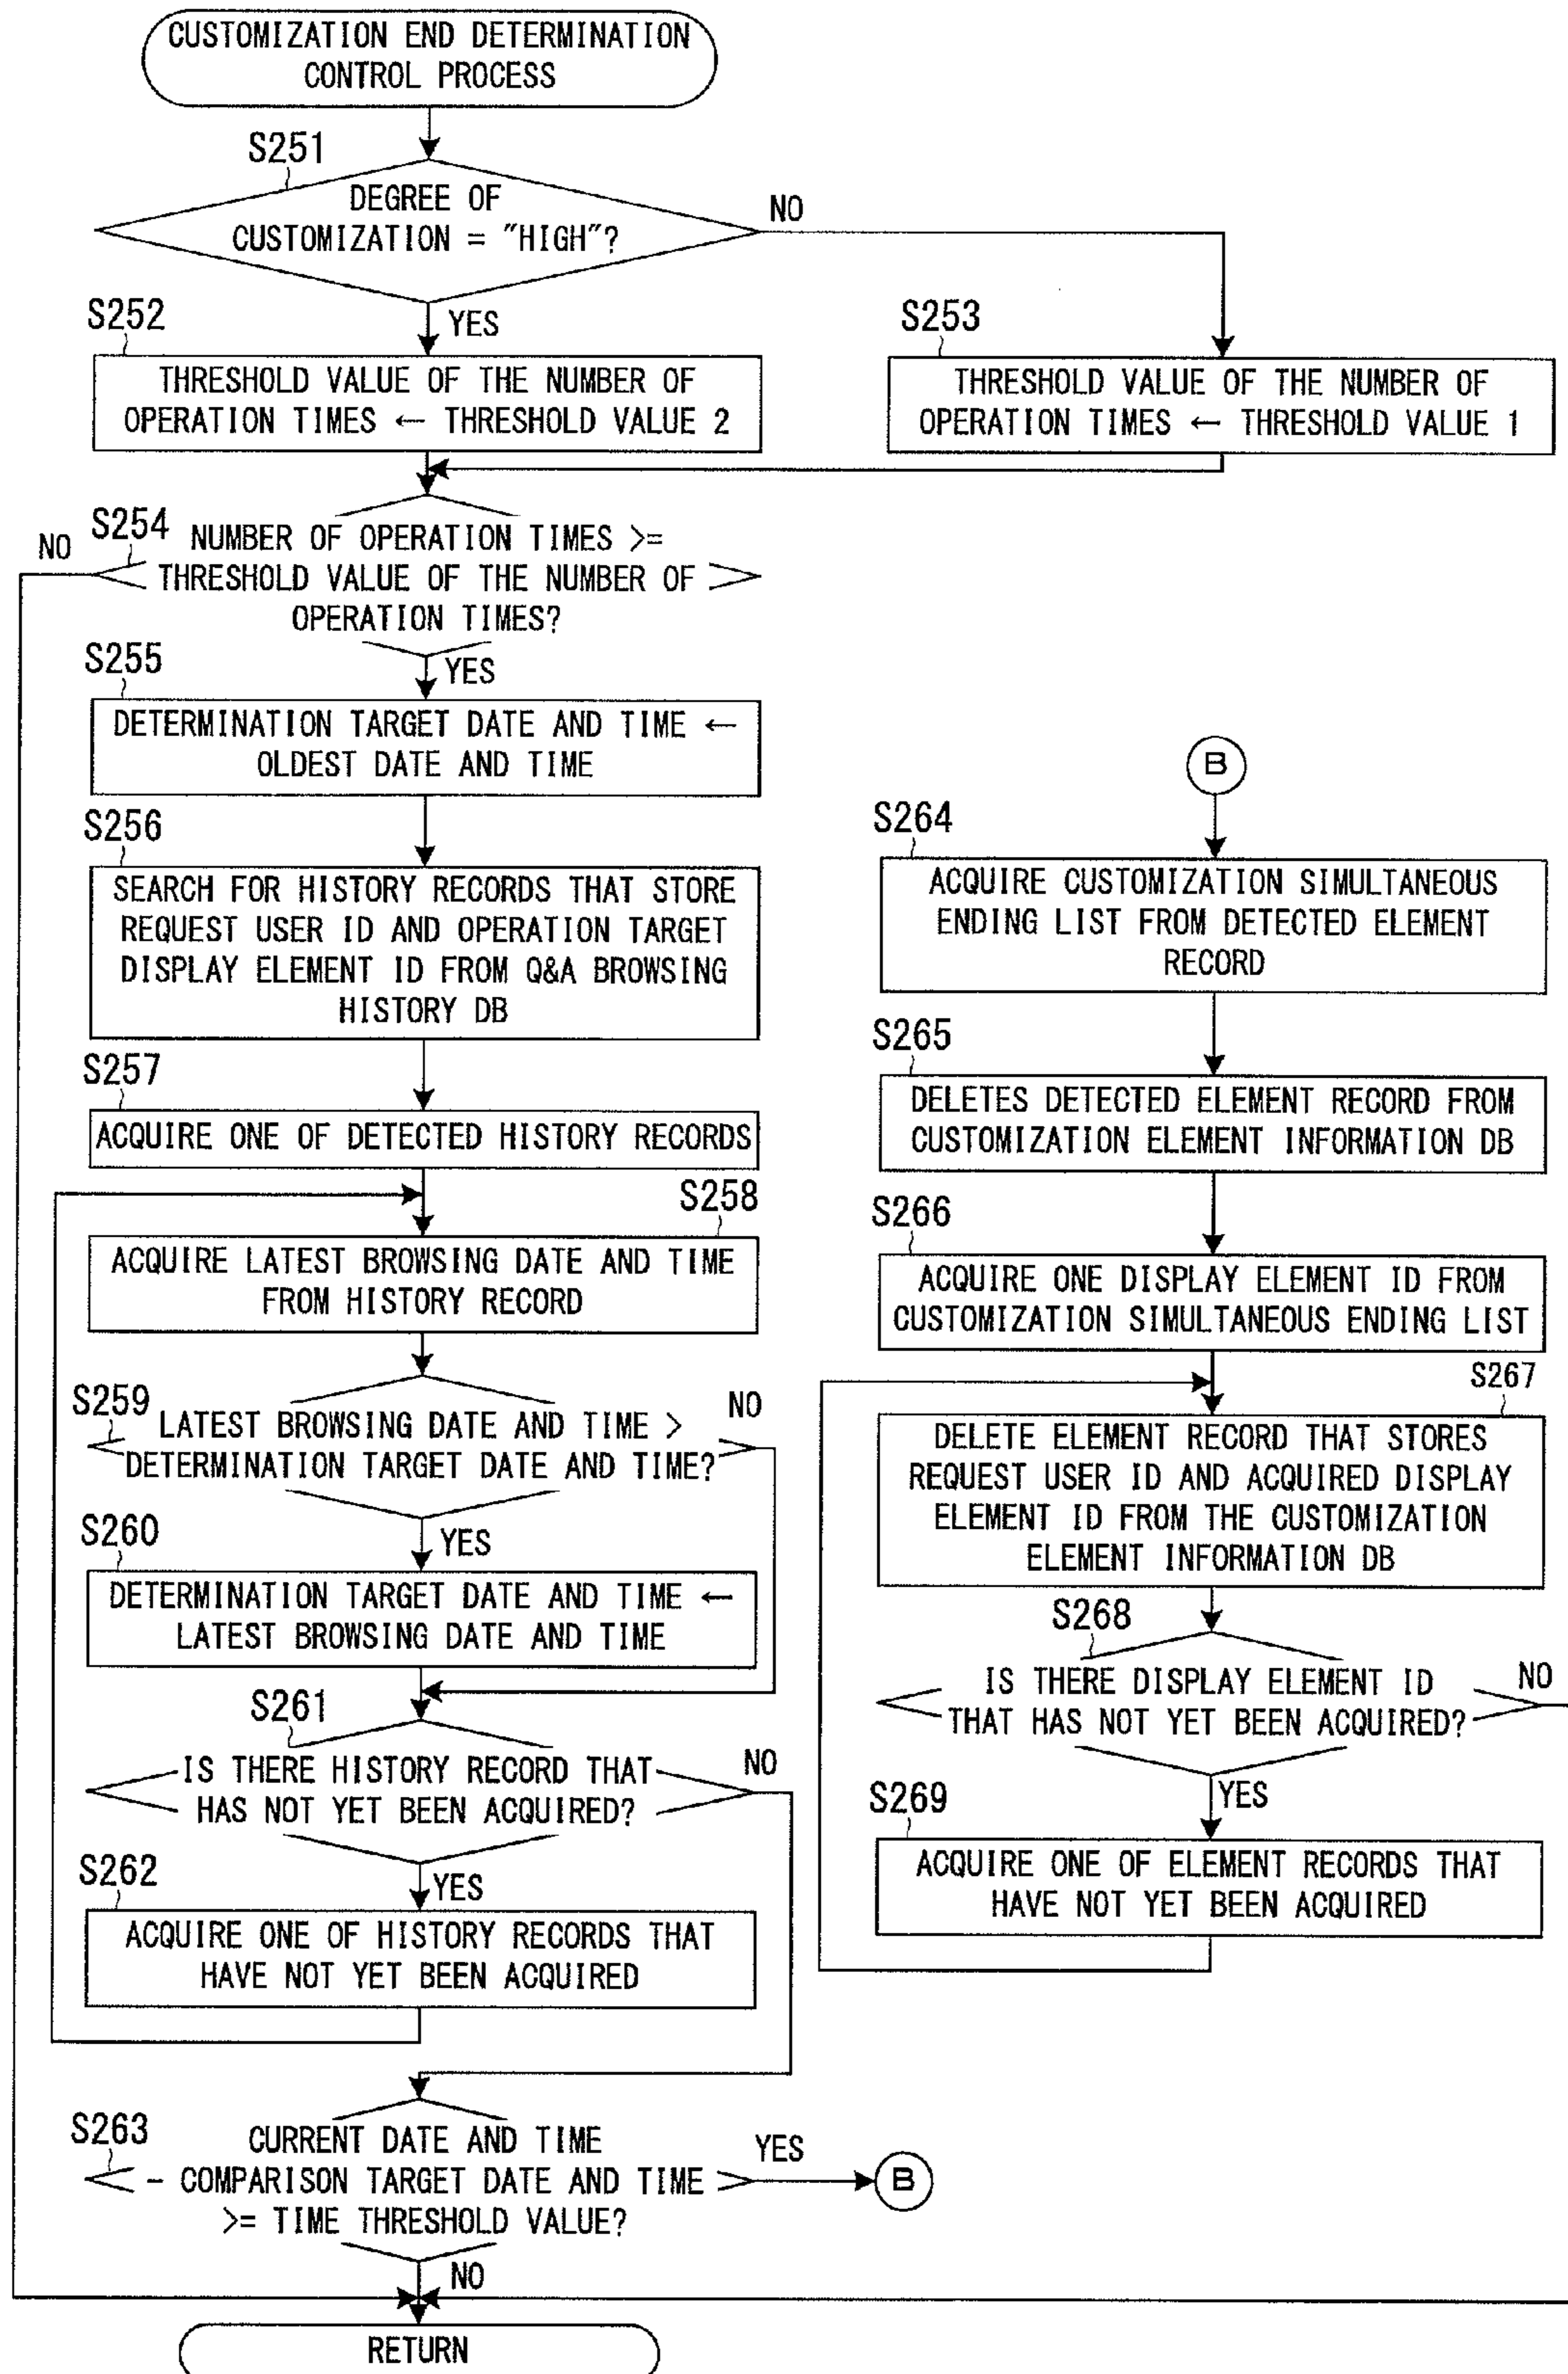 CUSTOMIZATION END DETERMINATION
CONTROL PROCESS
S251
DEGREE OF
CUSTOMIZATION = "HIGH"?
NO
YES
S252
THRESHOLD VALUE OF THE NUMBER OF
OPERATION TIMES ← THRESHOLD VALUE 2
S253
THRESHOLD VALUE OF THE NUMBER OF
OPERATION TIMES ← THRESHOLD VALUE 1
S254
NO
NUMBER OF OPERATION TIMES >=
THRESHOLD VALUE OF THE NUMBER OF
OPERATION TIMES?
YES
S255
DETERMINATION TARGET DATE AND TIME ←
OLDEST DATE AND TIME
S256
SEARCH FOR HISTORY RECORDS THAT STORE
REQUEST USER ID AND OPERATION TARGET
DISPLAY ELEMENT ID FROM Q&A BROWSING
HISTORY DB
S257
ACQUIRE ONE OF DETECTED HISTORY RECORDS
S258
ACQUIRE LATEST BROWSING DATE AND TIME
FROM HISTORY RECORD
S259
LATEST BROWSING DATE AND TIME >
DETERMINATION TARGET DATE AND TIME?
NO
YES
S260
DETERMINATION TARGET DATE AND TIME ←
LATEST BROWSING DATE AND TIME
S261
IS THERE HISTORY RECORD THAT
HAS NOT YET BEEN ACQUIRED?
NO
YES
S262
ACQUIRE ONE OF HISTORY RECORDS THAT
HAVE NOT YET BEEN ACQUIRED
S263
CURRENT DATE AND TIME
- COMPARISON TARGET DATE AND TIME
>= TIME THRESHOLD VALUE?
YES
B
NO
RETURN
B
S264
ACQUIRE CUSTOMIZATION SIMULTANEOUS
ENDING LIST FROM DETECTED ELEMENT
RECORD
S265
DELETES DETECTED ELEMENT RECORD FROM
CUSTOMIZATION ELEMENT INFORMATION DB
S266
ACQUIRE ONE DISPLAY ELEMENT ID FROM
CUSTOMIZATION SIMULTANEOUS ENDING LIST
S267
DELETE ELEMENT RECORD THAT STORES
REQUEST USER ID AND ACQUIRED DISPLAY
ELEMENT ID FROM THE CUSTOMIZATION
ELEMENT INFORMATION DB
S268
IS THERE DISPLAY ELEMENT ID
THAT HAS NOT YET BEEN ACQUIRED?
NO
YES
S269
ACQUIRE ONE OF ELEMENT RECORDS THAT
HAVE NOT YET BEEN ACQUIRED